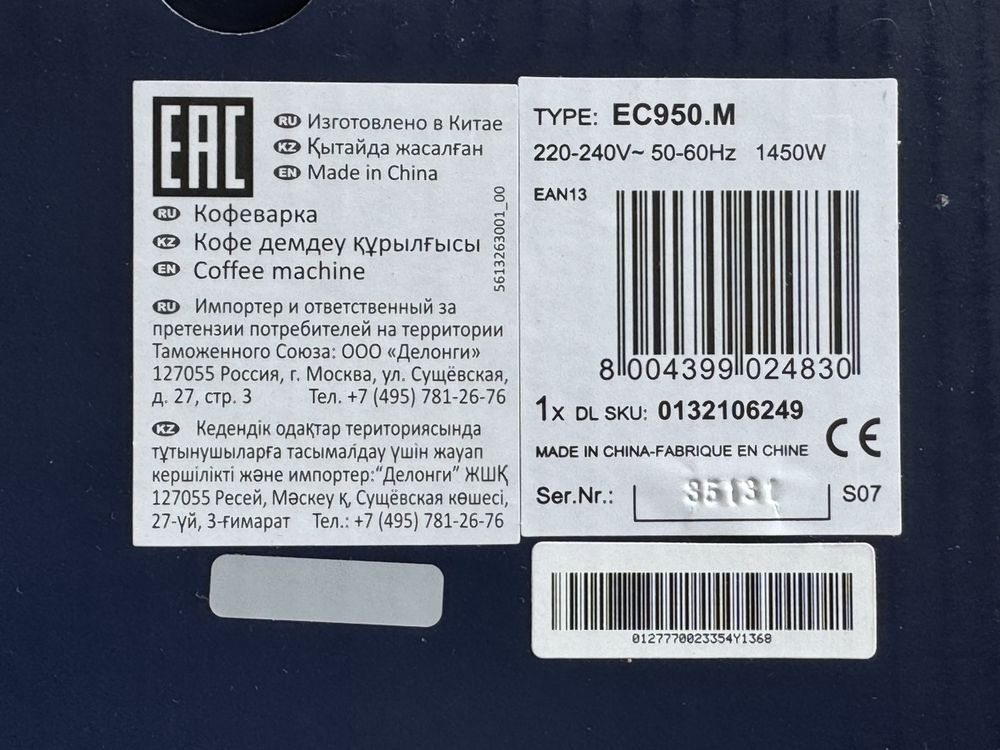 EAC
RU Изготовлено в Китае
KZ Қытайда жасалған
EN Made in China
RU Кофеварка
KZ Кофе демдеу құрылғысы
EN Coffee machine
5613263001_00
RU Импортер и ответственный за
претензии потребителей на территории
Таможенного Союза: ООО «Делонги»
127055 Россия, г. Москва, ул. Сущёвская,
д. 27, стр. 3 Тел. +7 (495) 781-26-76
KZ Кедендік одақтар териториясында
тұтынушыларға тасымалдау үшін жауап
кершілікті және импортер:“Делонги” ЖШҚ
127055 Ресей, Мәскеу қ, Сущёвская көшесі,
27-үй, 3-ғимарат Тел.: +7 (495) 781-26-76
TYPE: EC950.M
220-240V~ 50-60Hz 1450W
EAN13
8 004399 024830
1x DL SKU: 0132106249
CE
MADE IN CHINA-FABRIQUE EN CHINE
Ser.Nr.: 35131 S07
0127770023354Y1368